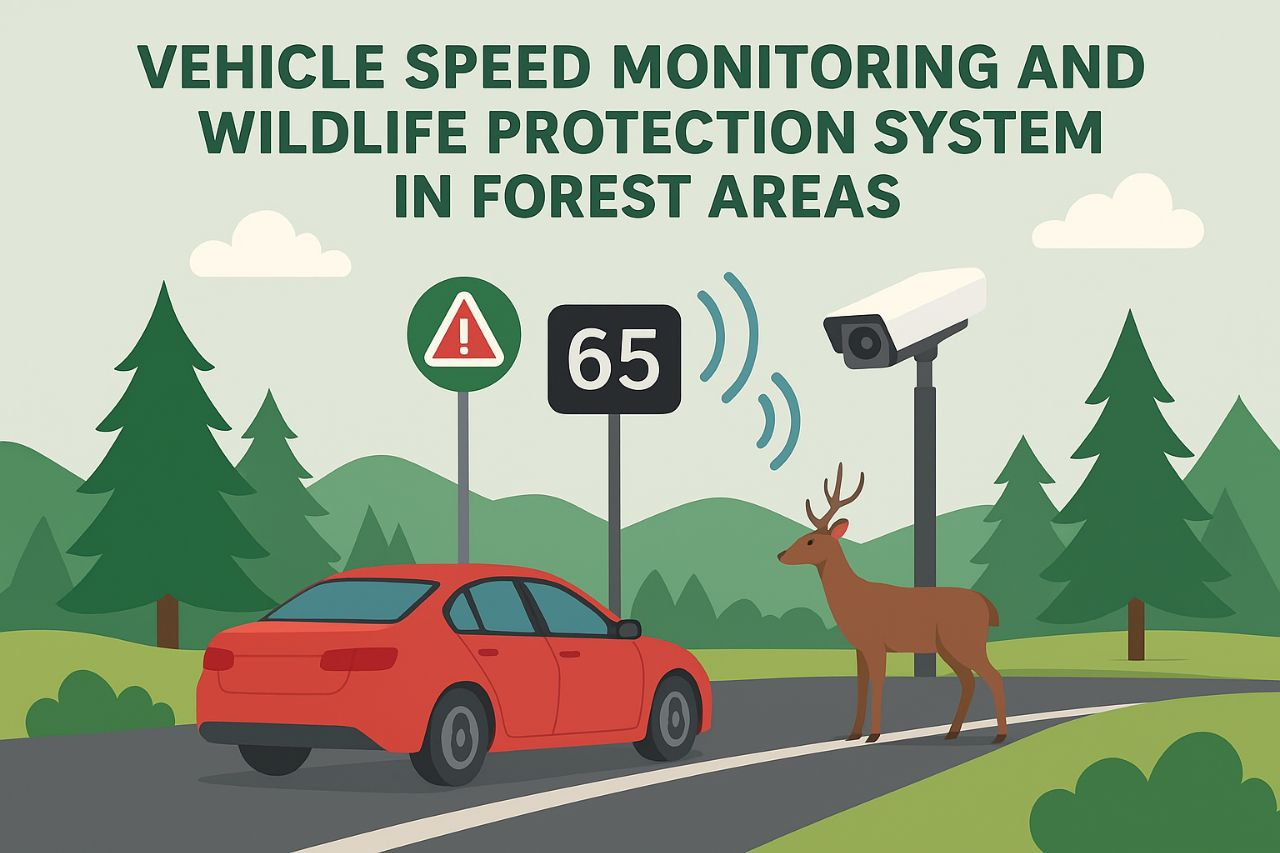 VEHICLE SPEED MONITORING AND
WILDLIFE PROTECTION SYSTEM
IN FOREST AREAS
!
65